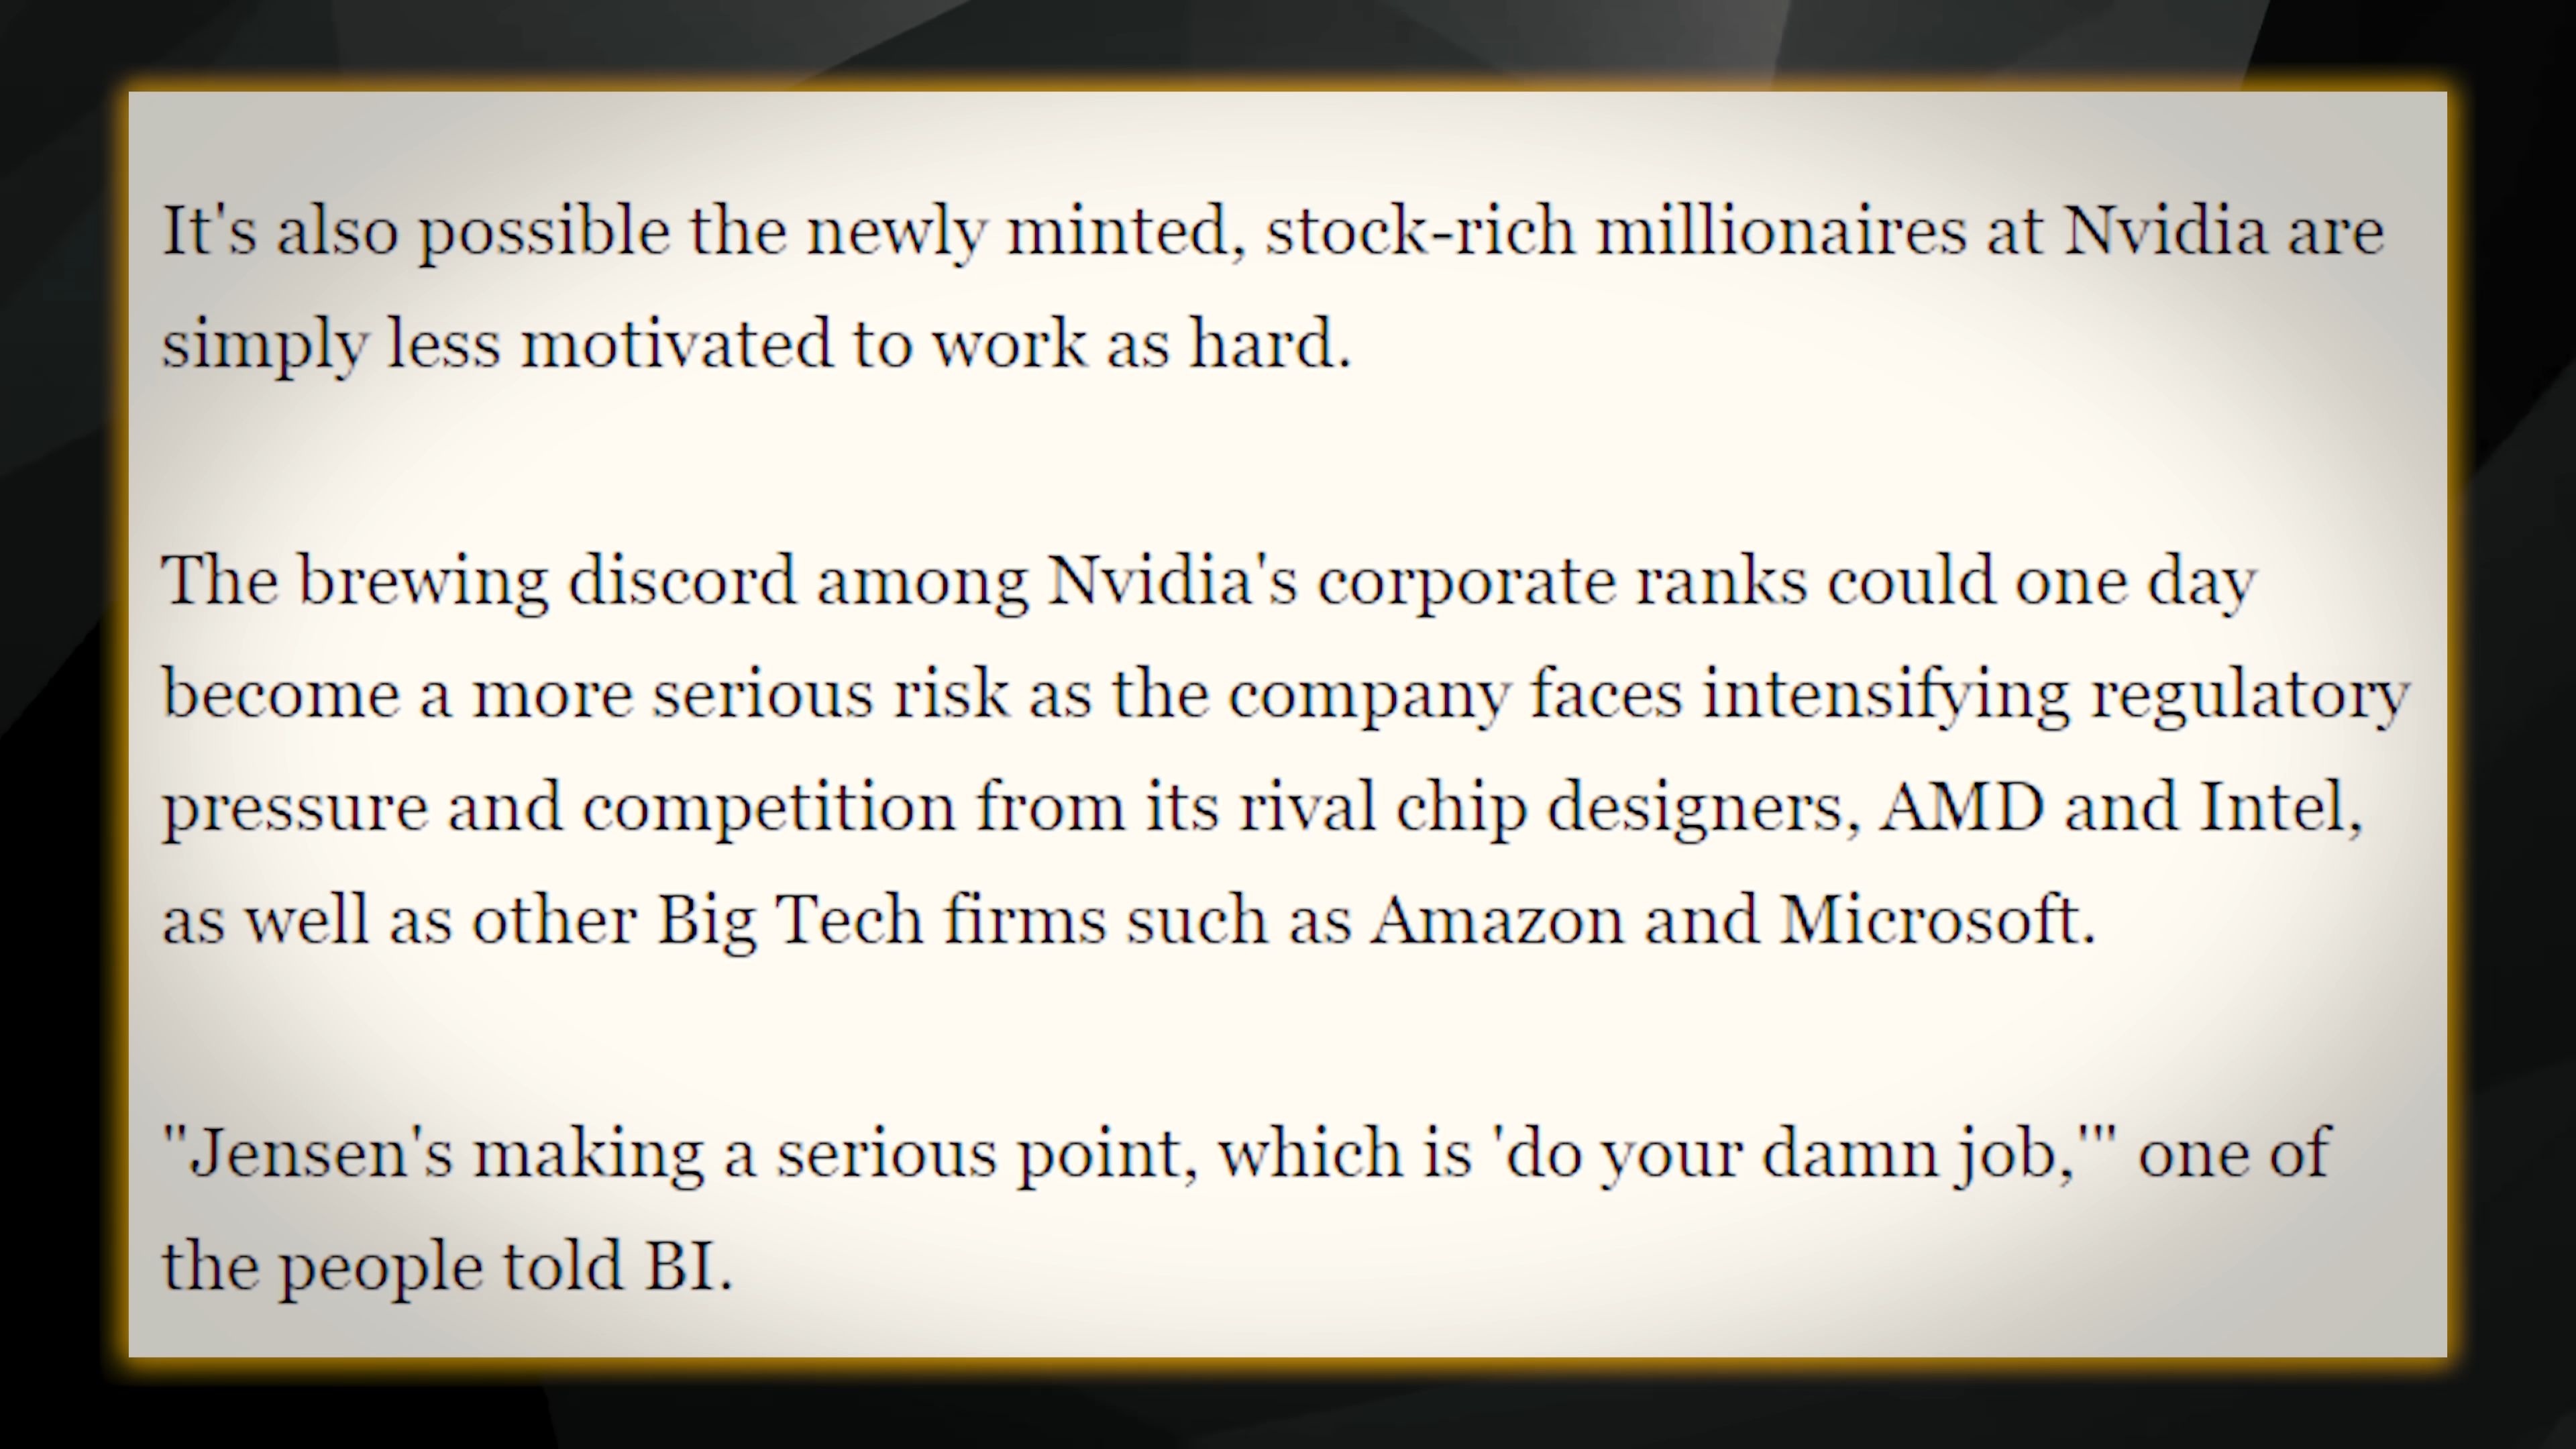 It's also possible the newly minted, stock-rich millionaires at Nvidia are
simply less motivated to work as hard.
The brewing discord among Nvidia's corporate ranks could one day
become a more serious risk as the company faces intensifying regulatory
pressure and competition from its rival chip designers, AMD and Intel,
as well as other Big Tech firms such as Amazon and Microsoft.
"Jensen's making a serious point, which is 'do your damn job,'" one of
the people told BI.